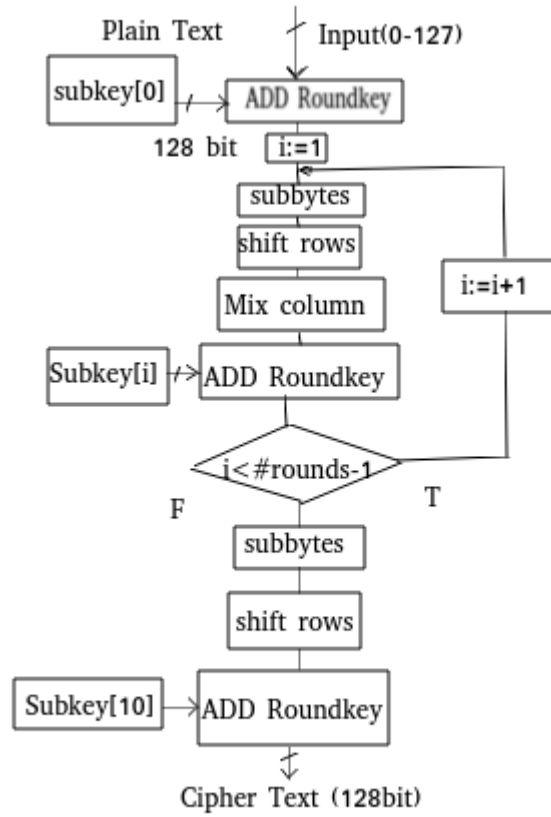 Plain Text
Input(0-127)
subkey[0]
ADD Roundkey
128 bit
i:=1
subbytes
shift rows
i:=i+1
Mix column
Subkey[i]
ADD Roundkey
i<#rounds-1
F
T
subbytes
shift rows
Subkey[10]
ADD Roundkey
Cipher Text (128bit)